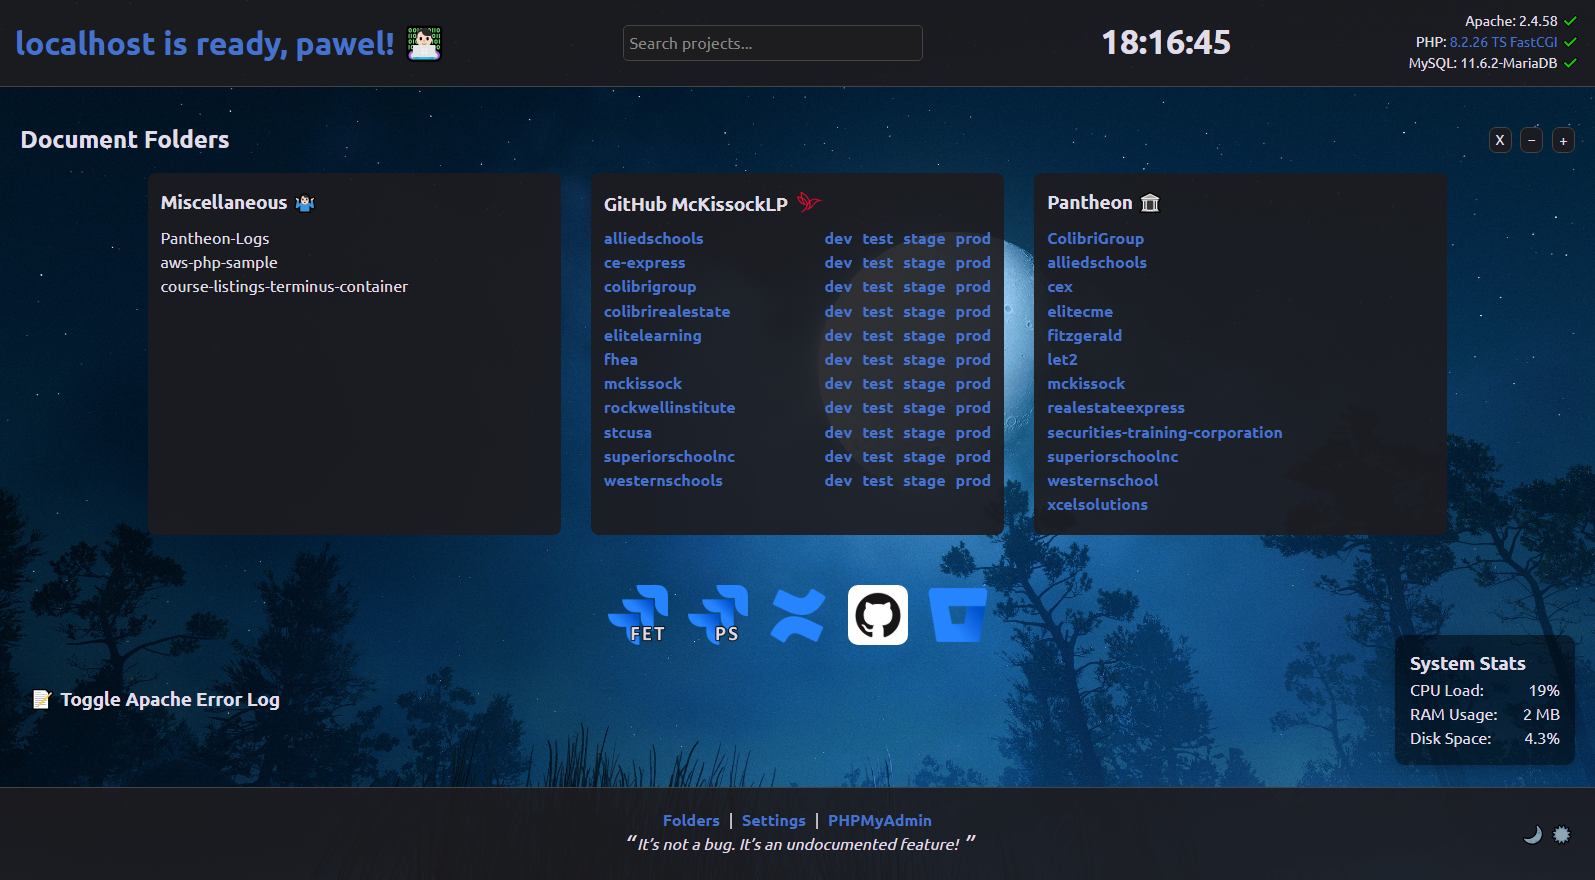 localhost is ready, pawel!
Search projects...
18:16:45
Apache: 2.4.58
PHP: 8.2.26 TS FastCGI
MySQL: 11.6.2-MariaDB
Document Folders
X - +
Miscellaneous
Pantheon-Logs
aws-php-sample
course-listings-terminus-container
GitHub McKissockLP
alliedschools dev test stage prod
ce-express dev test stage prod
colibrigroup dev test stage prod
colibrirealestate dev test stage prod
elitelearning dev test stage prod
fhea dev test stage prod
mckissock dev test stage prod
rockwellinstitute dev test stage prod
stcusa dev test stage prod
superiorschoolnc dev test stage prod
westernschools dev test stage prod
Pantheon
ColibriGroup
alliedschools
cex
elitecme
fitzgerald
let2
mckissock
realestateexpress
securities-training-corporation
superiorschoolnc
westernschool
xcelsolutions
FET
PS
Toggle Apache Error Log
System Stats
CPU Load: 19%
RAM Usage: 2 MB
Disk Space: 4.3%
Folders | Settings | PHPMyAdmin
“It’s not a bug. It’s an undocumented feature!”